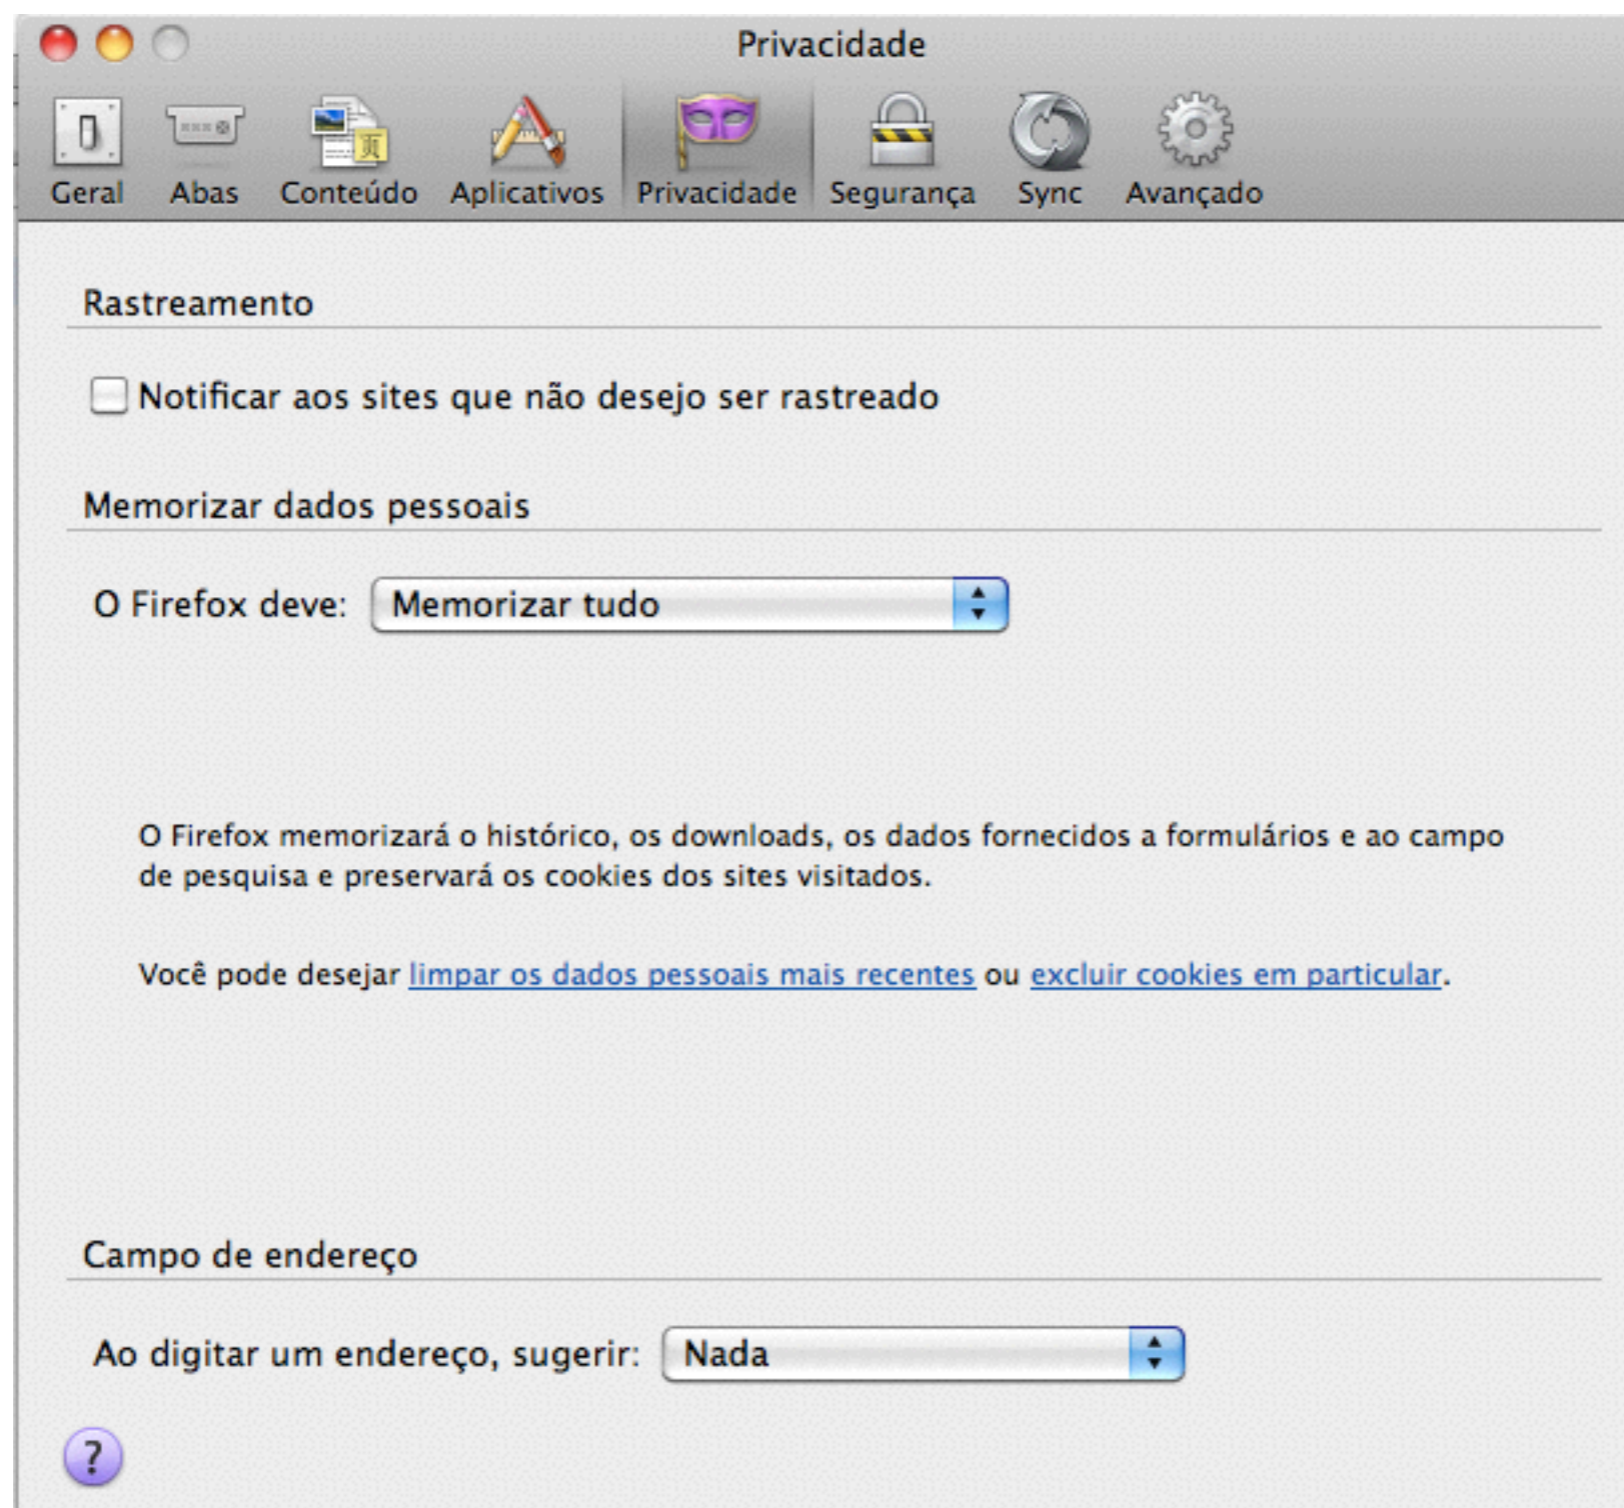 Privacidade
Geral Abas Conteúdo Aplicativos Privacidade Segurança Sync Avançado
Rastreamento
Notificar aos sites que não desejo ser rastreado
Memorizar dados pessoais
O Firefox deve: Memorizar tudo
O Firefox memorizará o histórico, os downloads, os dados fornecidos a formulários e ao campo
de pesquisa e preservará os cookies dos sites visitados.
Você pode desejar limpar os dados pessoais mais recentes ou excluir cookies em particular.
Campo de endereço
Ao digitar um endereço, sugerir: Nada
?